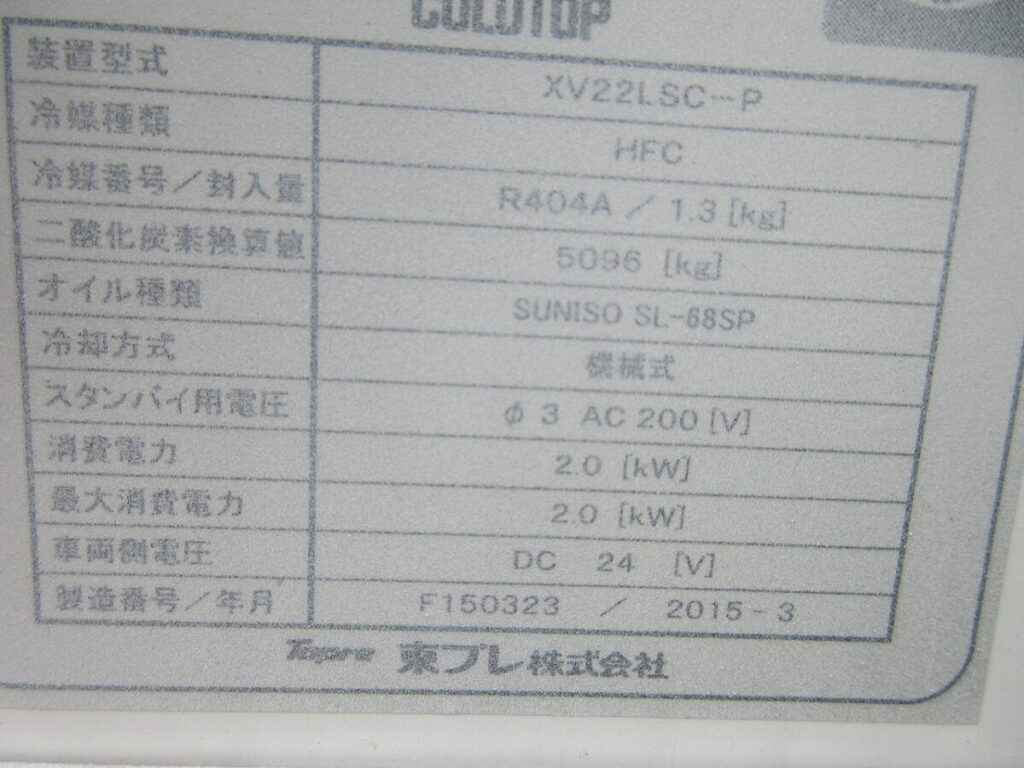 COLDTOP
装置型式 XV22LSC-P
冷媒種類 HFC
冷媒番号／封入量 R404A ／ 1.3 [kg]
二酸化炭素換算値 5096 [kg]
オイル種類 SUNISO SL-68SP
冷却方式 機械式
スタンバイ用電圧 φ 3 AC 200 [V]
消費電力 2.0 [kW]
最大消費電力 2.0 [kW]
車両側電圧 DC 24 [V]
製造番号／年月 F150323 ／ 2015-3
Topre 東プレ株式会社